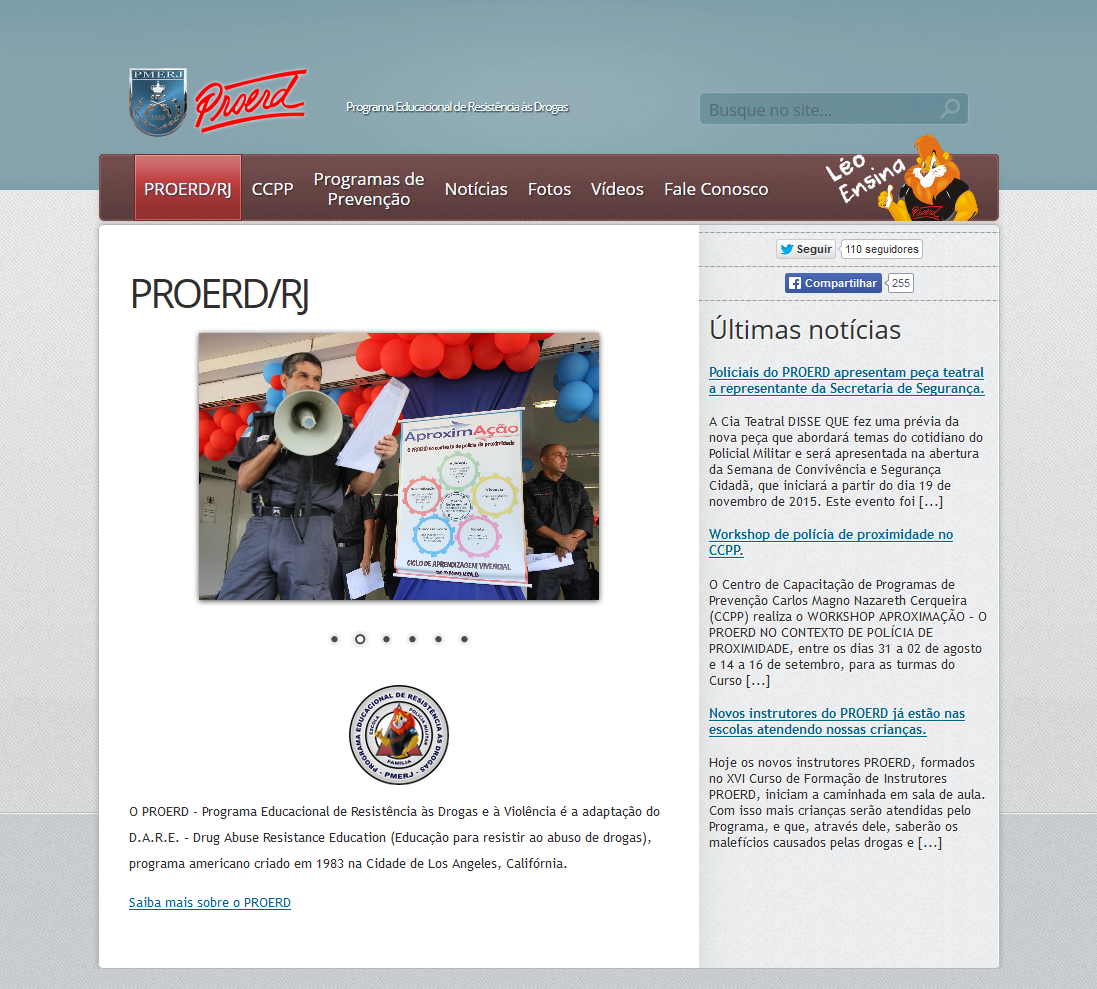 PMERJ
Proerd
Programa Educacional de Resistência às Drogas
Busque no site...
PROERD/RJ
CCPP
Programas de
Prevenção
Notícias
Fotos
Vídeos
Fale Conosco
Léo
Ensina
Proerd
PROERD/RJ
AproximAção
O PROERD no contexto de polícia de proximidade
CICLO DE APRENDIZAGEM VIVENCIAL
PROGRAMA EDUCACIONAL DE RESISTÊNCIA ÀS DROGAS
ESCOLA
POLÍCIA MILITAR
FAMÍLIA
- PMERJ -
O PROERD - Programa Educacional de Resistência às Drogas e à Violência é a adaptação do
D.A.R.E. – Drug Abuse Resistance Education (Educação para resistir ao abuso de drogas),
programa americano criado em 1983 na Cidade de Los Angeles, Califórnia.
Saiba mais sobre o PROERD
Seguir
110 seguidores
Compartilhar
255
Últimas notícias
Policiais do PROERD apresentam peça teatral
a representante da Secretaria de Segurança.
A Cia Teatral DISSE QUE fez uma prévia da
nova peça que abordará temas do cotidiano do
Policial Militar e será apresentada na abertura
da Semana de Convivência e Segurança
Cidadã, que iniciará a partir do dia 19 de
novembro de 2015. Este evento foi [...]
Workshop de polícia de proximidade no
CCPP.
O Centro de Capacitação de Programas de
Prevenção Carlos Magno Nazareth Cerqueira
(CCPP) realiza o WORKSHOP APROXIMAÇÃO – O
PROERD NO CONTEXTO DE POLÍCIA DE
PROXIMIDADE, entre os dias 31 a 02 de agosto
e 14 a 16 de setembro, para as turmas do
Curso [...]
Novos instrutores do PROERD já estão nas
escolas atendendo nossas crianças.
Hoje os novos instrutores PROERD, formados
no XVI Curso de Formação de Instrutores
PROERD, iniciam a caminhada em sala de aula.
Com isso mais crianças serão atendidas pelo
Programa, e que, através dele, saberão os
malefícios causados pelas drogas e [...]